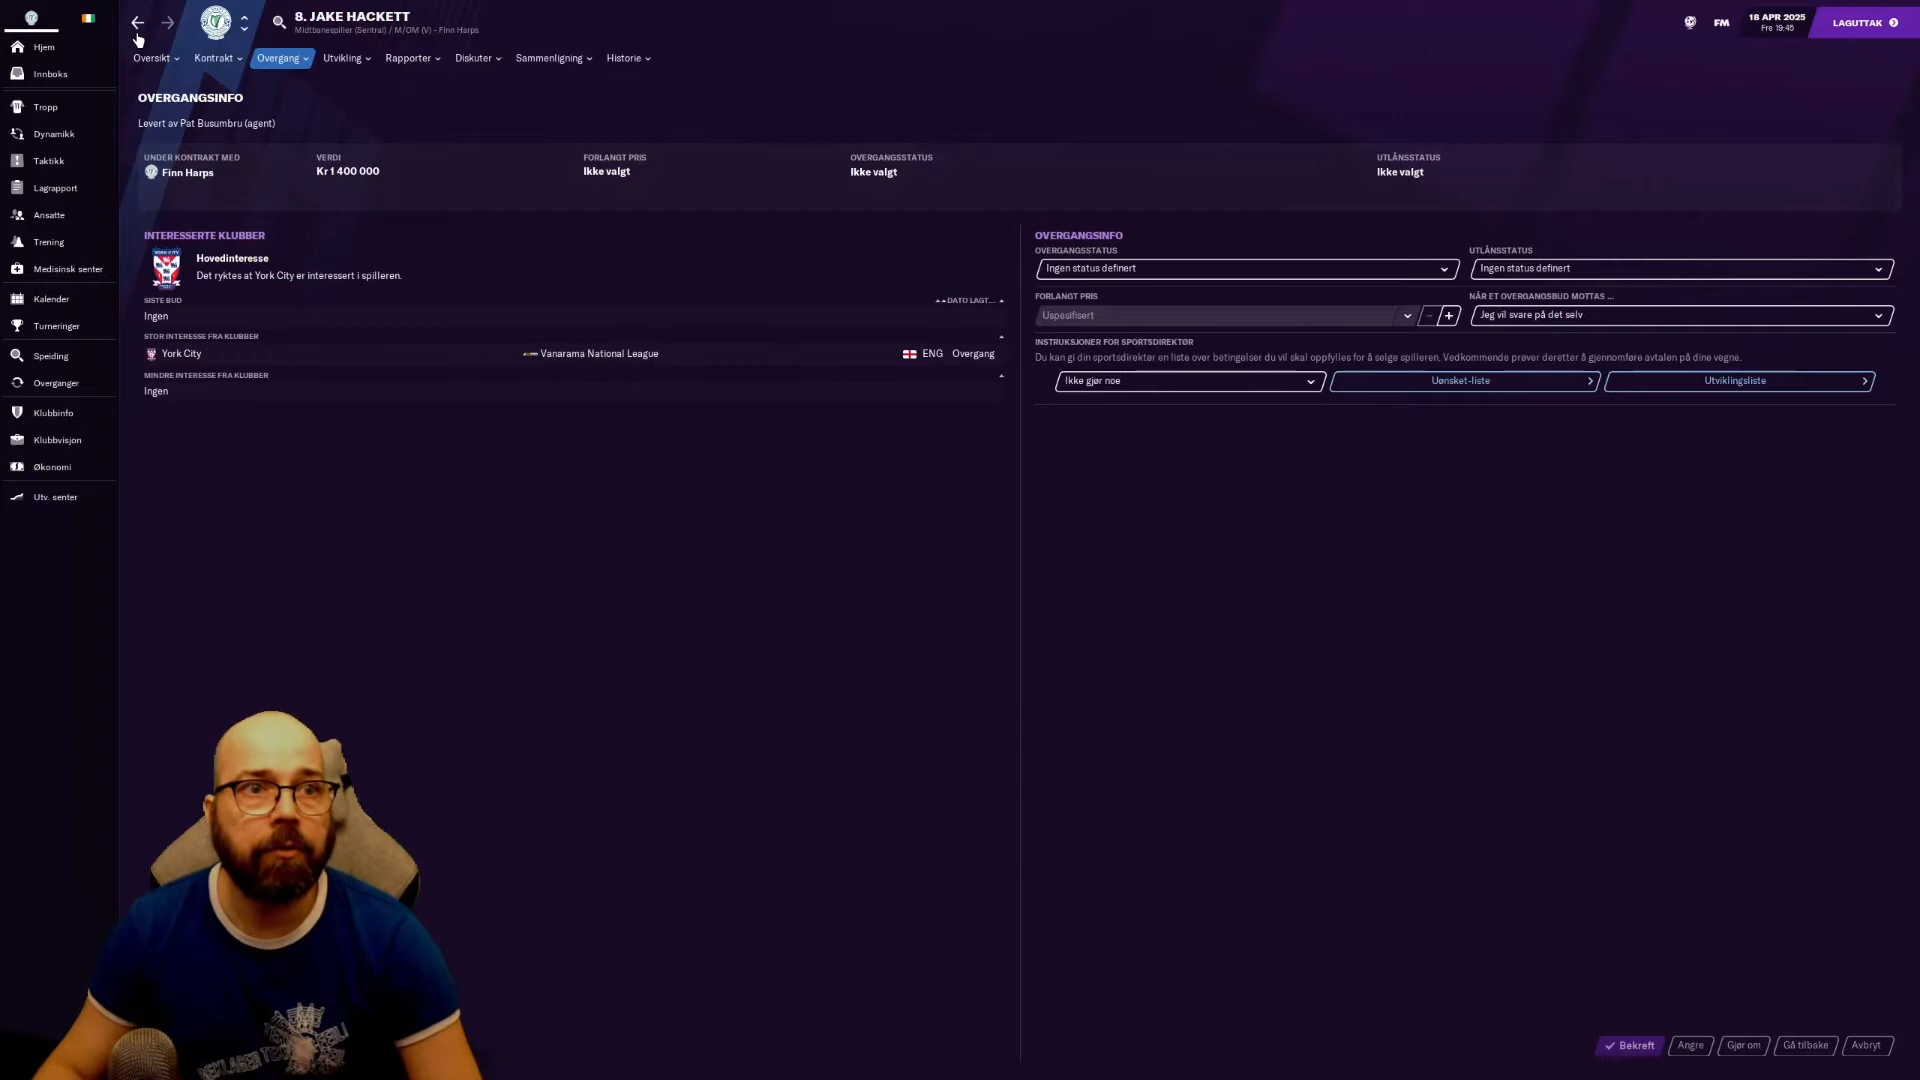 8. JAKE HACKETT
Midtbanespiller (Sentral) / M/OM (V) - Finn Harps
FM
18 APR 2025
Fre 19:45
LAGUTTAK
Hjem
Innboks
Tropp
Dynamikk
Taktikk
Lagrapport
Ansatte
Trening
Medisinsk senter
Kalender
Turneringer
Speiding
Overganger
Klubbinfo
Klubbvisjon
Økonomi
Utv. senter
Oversikt Kontrakt Overgang Utvikling Rapporter Diskuter Sammenligning Historie
OVERGANGSINFO
Levert av Pat Busumbru (agent)
UNDER KONTRAKT MED
Finn Harps
VERDI
Kr 1 400 000
FORLANGT PRIS
Ikke valgt
OVERGANGSSTATUS
Ikke valgt
UTLÅNSSTATUS
Ikke valgt
INTERESSERTE KLUBBER
YORK CITY
Hovedinteresse
Det ryktes at York City er interessert i spilleren.
SISTE BUD DATO LAGT...
Ingen
STOR INTERESSE FRA KLUBBER
York City Vanarama National League ENG Overgang
MINDRE INTERESSE FRA KLUBBER
Ingen
OVERGANGSINFO
OVERGANGSSTATUS
Ingen status definert
UTLÅNSSTATUS
Ingen status definert
FORLANGT PRIS
Uspesifisert
NÅR ET OVERGANGSBUD MOTTAS ...
Jeg vil svare på det selv
INSTRUKSJONER FOR SPORTSDIREKTØR
Du kan gi din sportsdirektør en liste over betingelser du vil skal oppfylles for å selge spilleren. Vedkommende prøver deretter å gjennomføre avtalen på dine vegne.
Ikke gjør noe Uønsket-liste Utviklingsliste
Bekreft Angre Gjør om Gå tilbake Avbryt